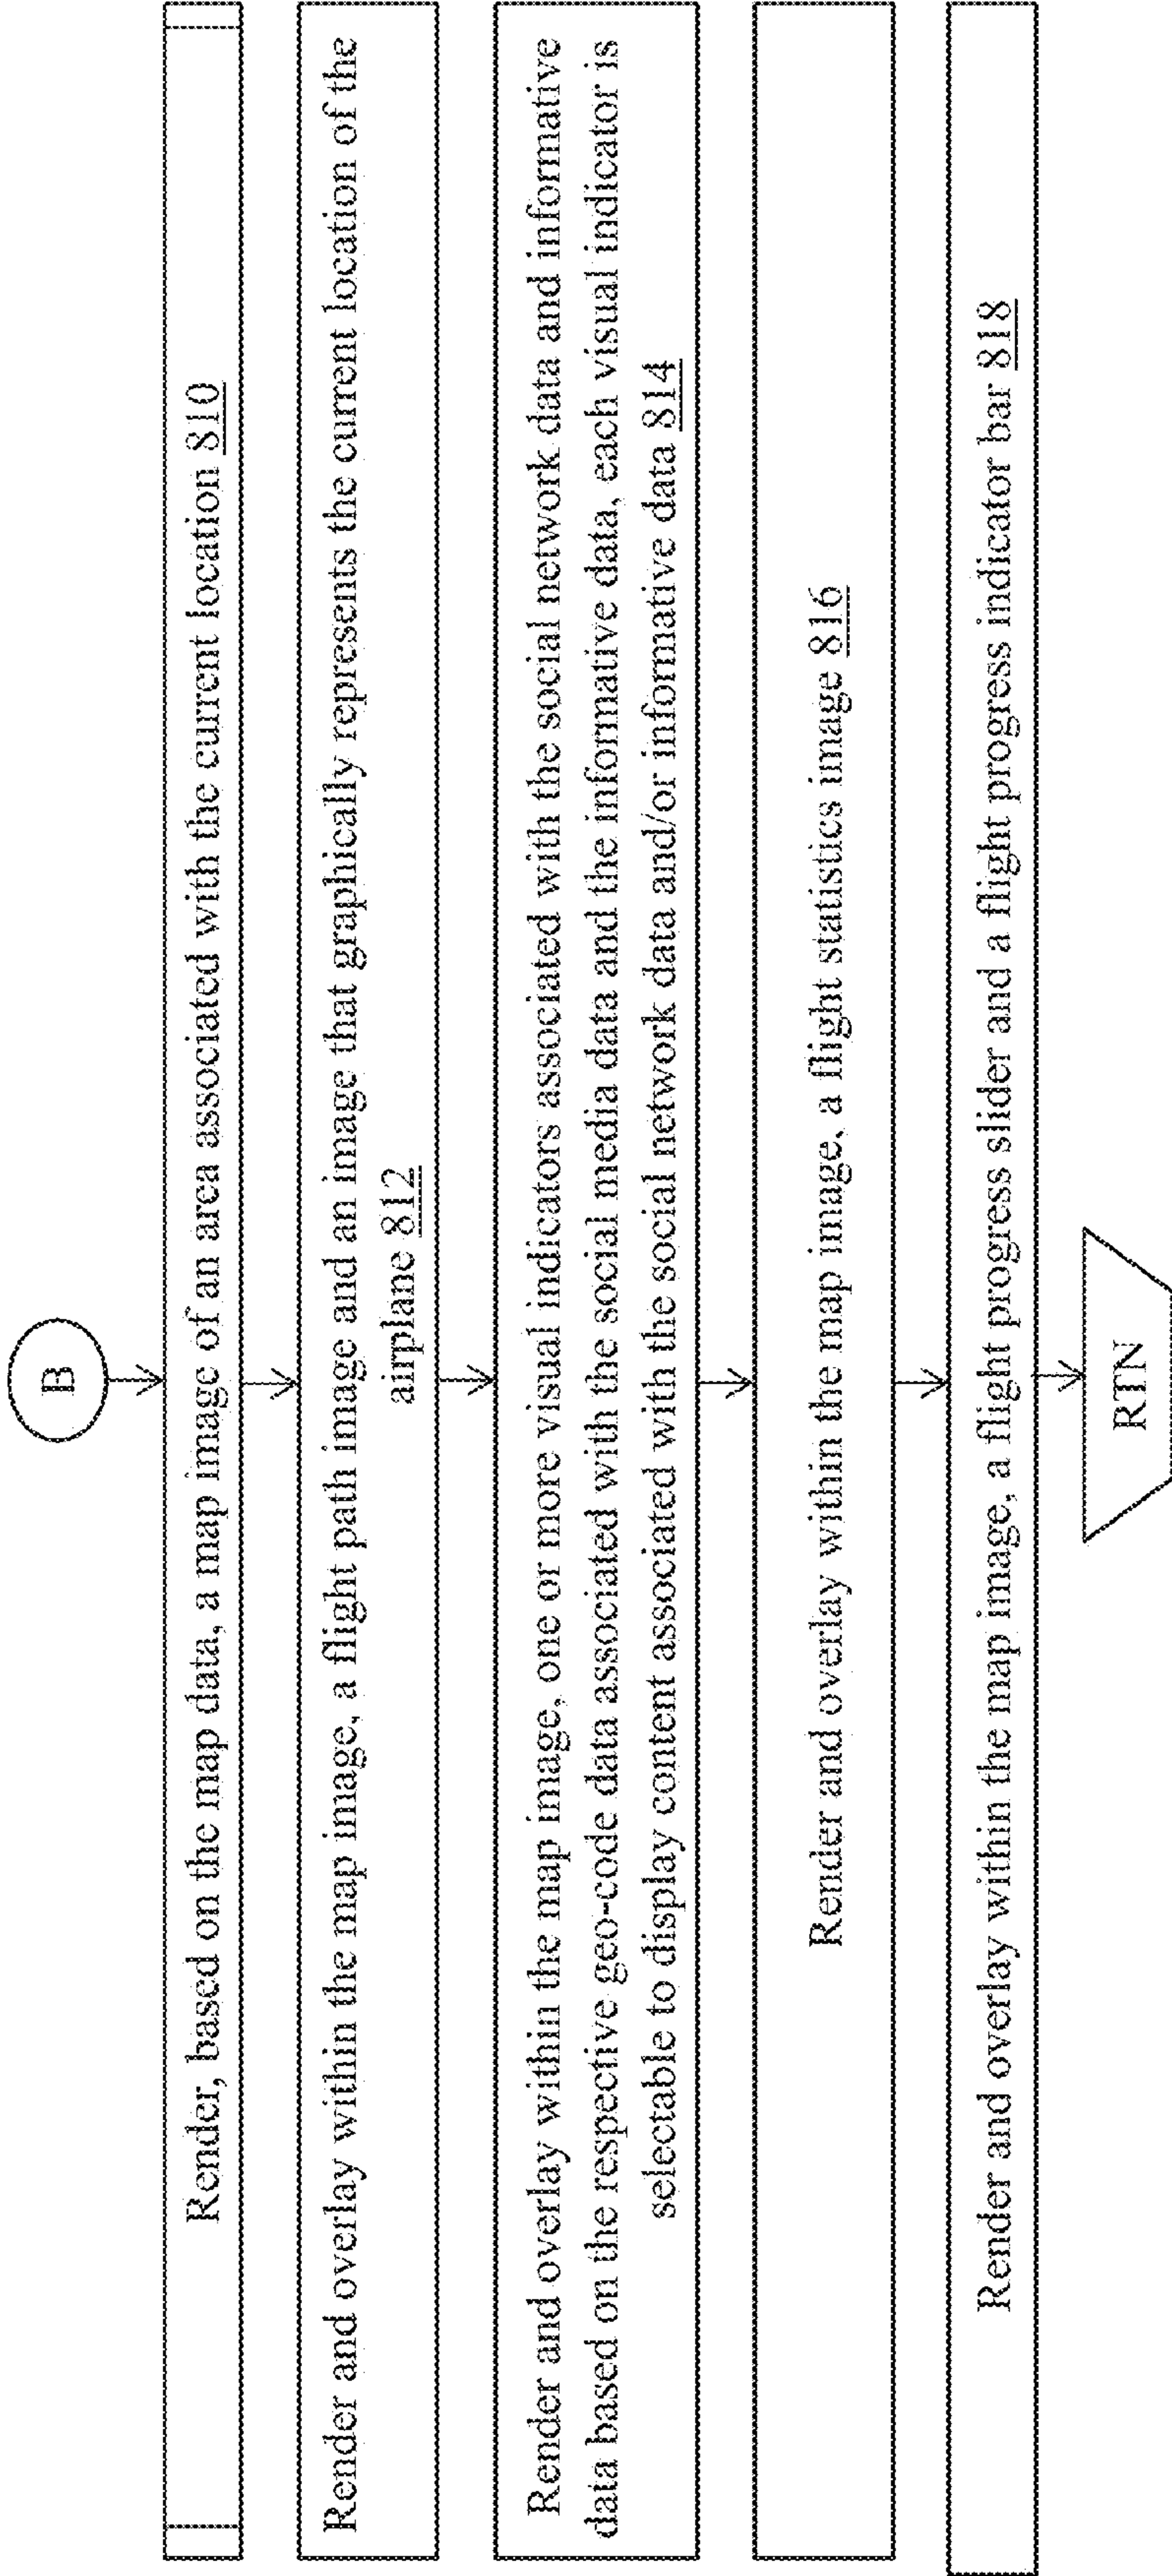 B
Render, based on the map data, a map image of an area associated with the current location 810
Render and overlay within the map image, a flight path image and an image that graphically represents the current location of the
airplane 812
Render and overlay within the map image, one or more visual indicators associated with the social network data and informative
data based on the respective geo-code data associated with the social media data and the informative data, each visual indicator is
selectable to display content associated with the social network data and/or informative data 814
Render and overlay within the map image, a flight statistics image 816
Render and overlay within the map image, a flight progress slider and a flight progress indicator bar 818
RTN